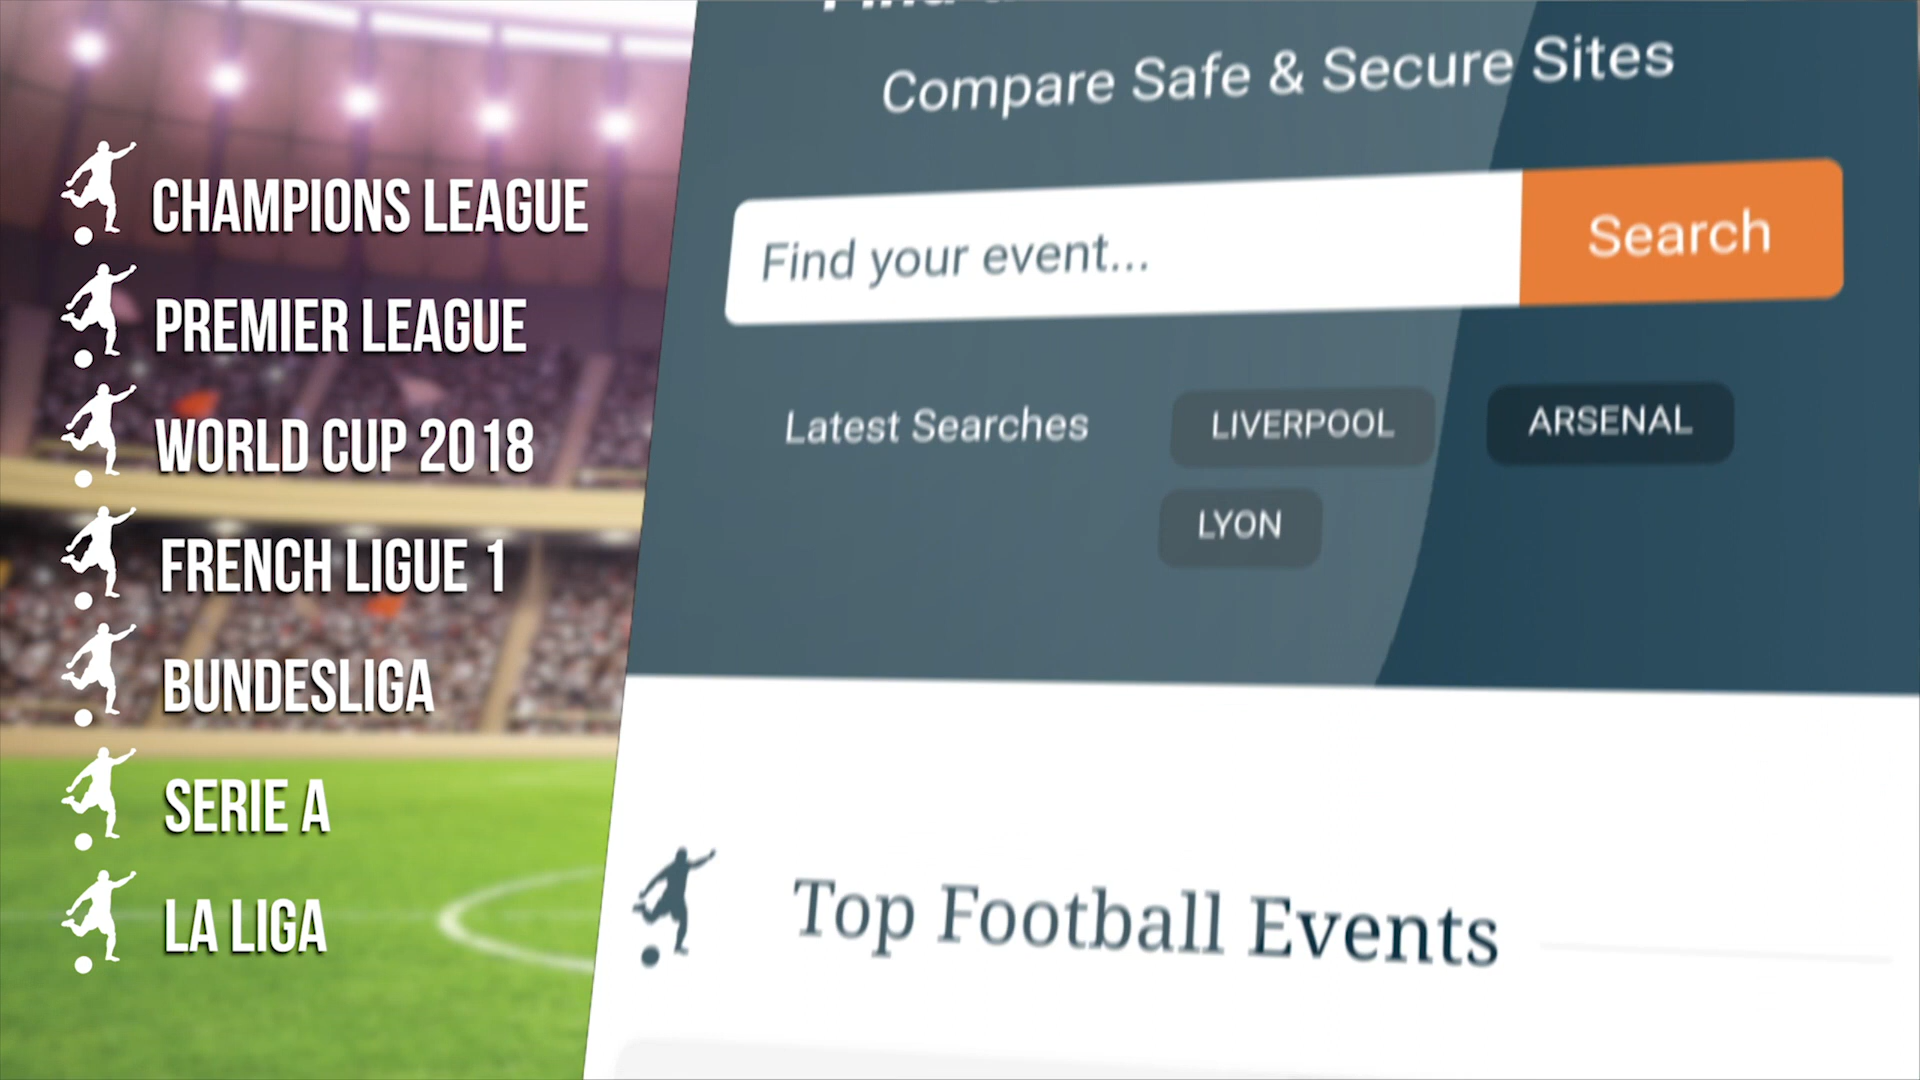 CHAMPIONS LEAGUE
PREMIER LEAGUE
WORLD CUP 2018
FRENCH LIGUE 1
BUNDESLIGA
SERIE A
LA LIGA
Compare Safe & Secure Sites
Find your event...
Search
Latest Searches
LIVERPOOL
ARSENAL
LYON
Top Football Events